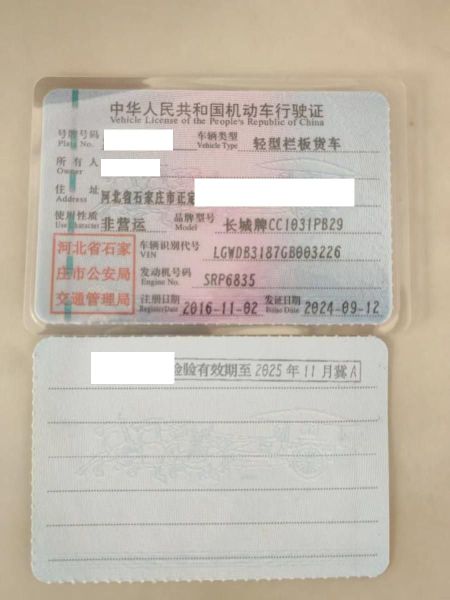 中华人民共和国机动车行驶证
Vehicle License of the People's Republic of China
号牌号码 Plate No. 车辆类型 Vehicle Type 轻型栏板货车
所有人 Owner
住址 Address 河北省石家庄市正定
使用性质 Use Character 非营运 品牌型号 Model 长城牌CC1031PB29
河北省石家
庄市公安局
交通管理局
车辆识别代号 VIN LGWDB3187GB003226
发动机号码 Engine No. SRP6835
注册日期 Register Date 2016-11-02 发证日期 Issue Date 2024-09-12
检验有效期至2025年11月冀A